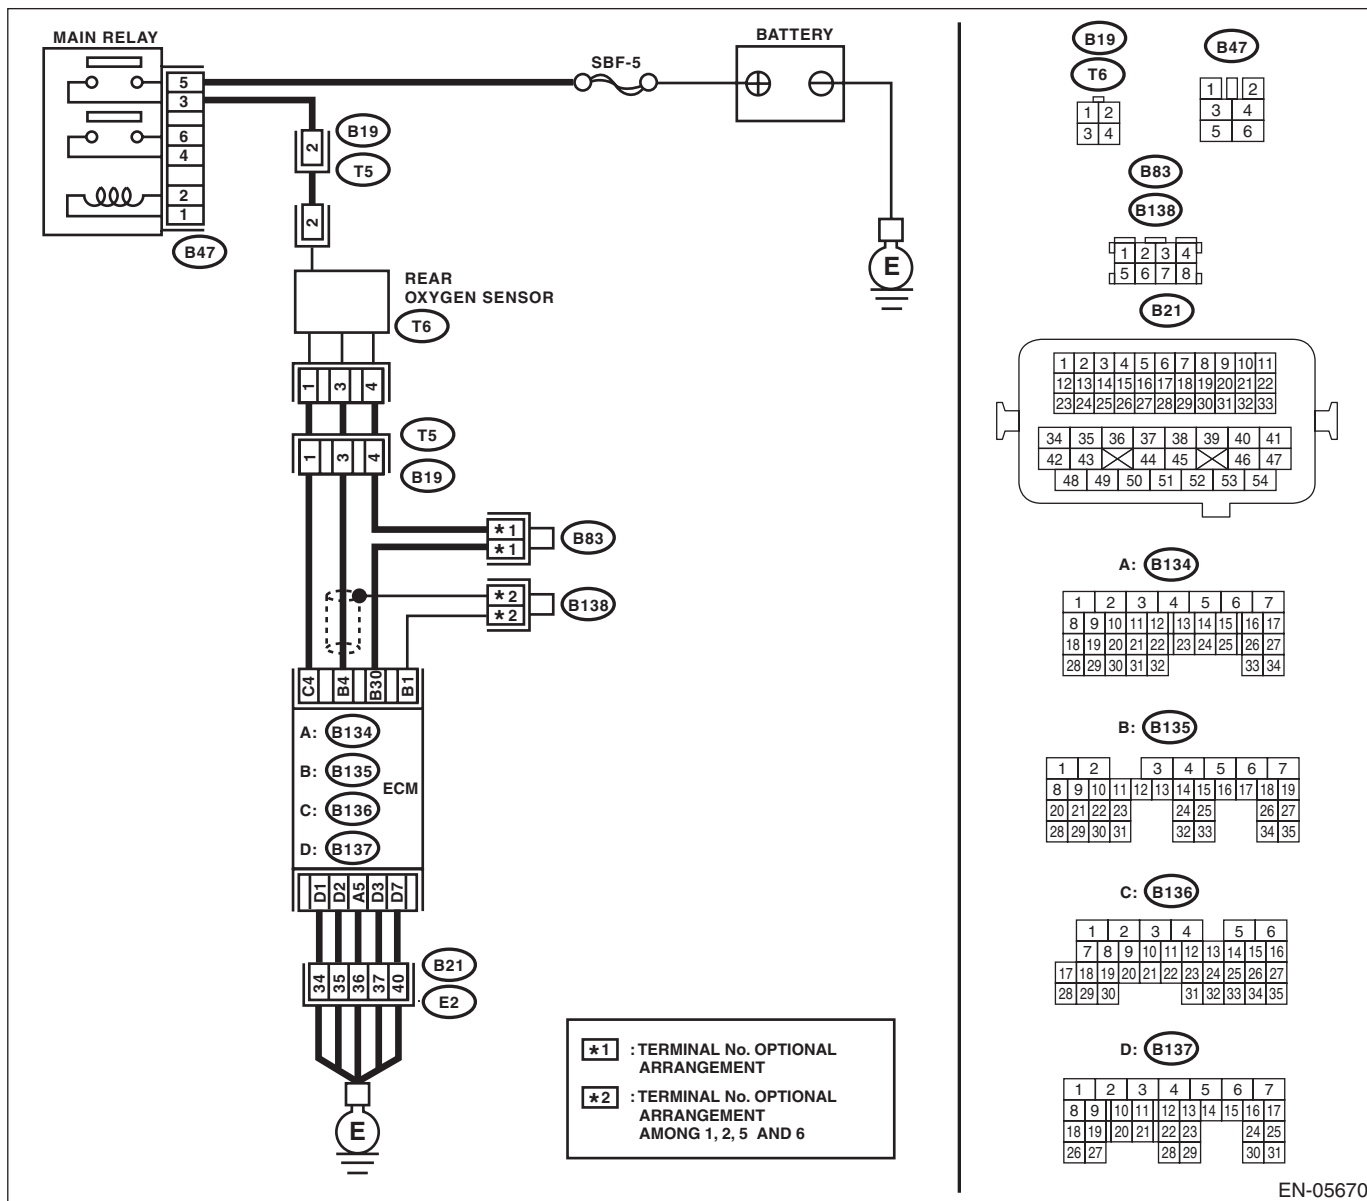 MAIN RELAY
5
3
6
4
2
1
B47
SBF-5
BATTERY
2
B19
T5
2
REAR
OXYGEN SENSOR
T6
E
1 3 4
T5
1 3 4
B19
*1
*1
B83
*2
*2
B138
C4 B4 B30 B1
A: B134
B: B135
ECM
C: B136
D: B137
D1 D2 A5 D3 D7
34 35 36 37 40
B21
E2
E
*1 : TERMINAL No. OPTIONAL
ARRANGEMENT
*2 : TERMINAL No. OPTIONAL
ARRANGEMENT
AMONG 1, 2, 5 AND 6
B19
T6
1 2
3 4
B47
1 2
3 4
5 6
B83
B138
1 2 3 4
5 6 7 8
B21
1 2 3 4 5 6 7 8 9 10 11
12 13 14 15 16 17 18 19 20 21 22
23 24 25 26 27 28 29 30 31 32 33
34 35 36 37 38 39 40 41
42 43 44 45 46 47
48 49 50 51 52 53 54
A: B134
1 2 3 4 5 6 7
8 9 10 11 12 13 14 15 16 17
18 19 20 21 22 23 24 25 26 27
28 29 30 31 32 33 34
B: B135
1 2 3 4 5 6 7
8 9 10 11 12 13 14 15 16 17 18 19
20 21 22 23 24 25 26 27
28 29 30 31 32 33 34 35
C: B136
1 2 3 4 5 6
7 8 9 10 11 12 13 14 15 16
17 18 19 20 21 22 23 24 25 26 27
28 29 30 31 32 33 34 35
D: B137
1 2 3 4 5 6 7
8 9 10 11 12 13 14 15 16 17
18 19 20 21 22 23 24 25
26 27 28 29 30 31
EN-05670